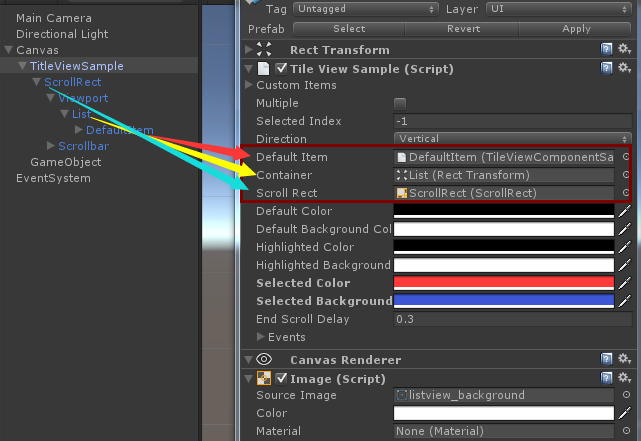 Main Camera
Directional Light
Canvas
TitleViewSample
ScrollRect
Viewport
List
DefaultItem
Scrollbar
GameObject
EventSystem
Tag Untagged Layer UI
Prefab Select Revert Apply
Rect Transform
Tile View Sample (Script)
Custom Items
Multiple
Selected Index -1
Direction Vertical
Default Item DefaultItem (TileViewComponentSa
Container List (Rect Transform)
Scroll Rect ScrollRect (ScrollRect)
Default Color
Default Background Col
Highlighted Color
Highlighted Background
Selected Color
Selected Background
End Scroll Delay 0.3
Events
Canvas Renderer
Image (Script)
Source Image listview_background
Color
Material None (Material)